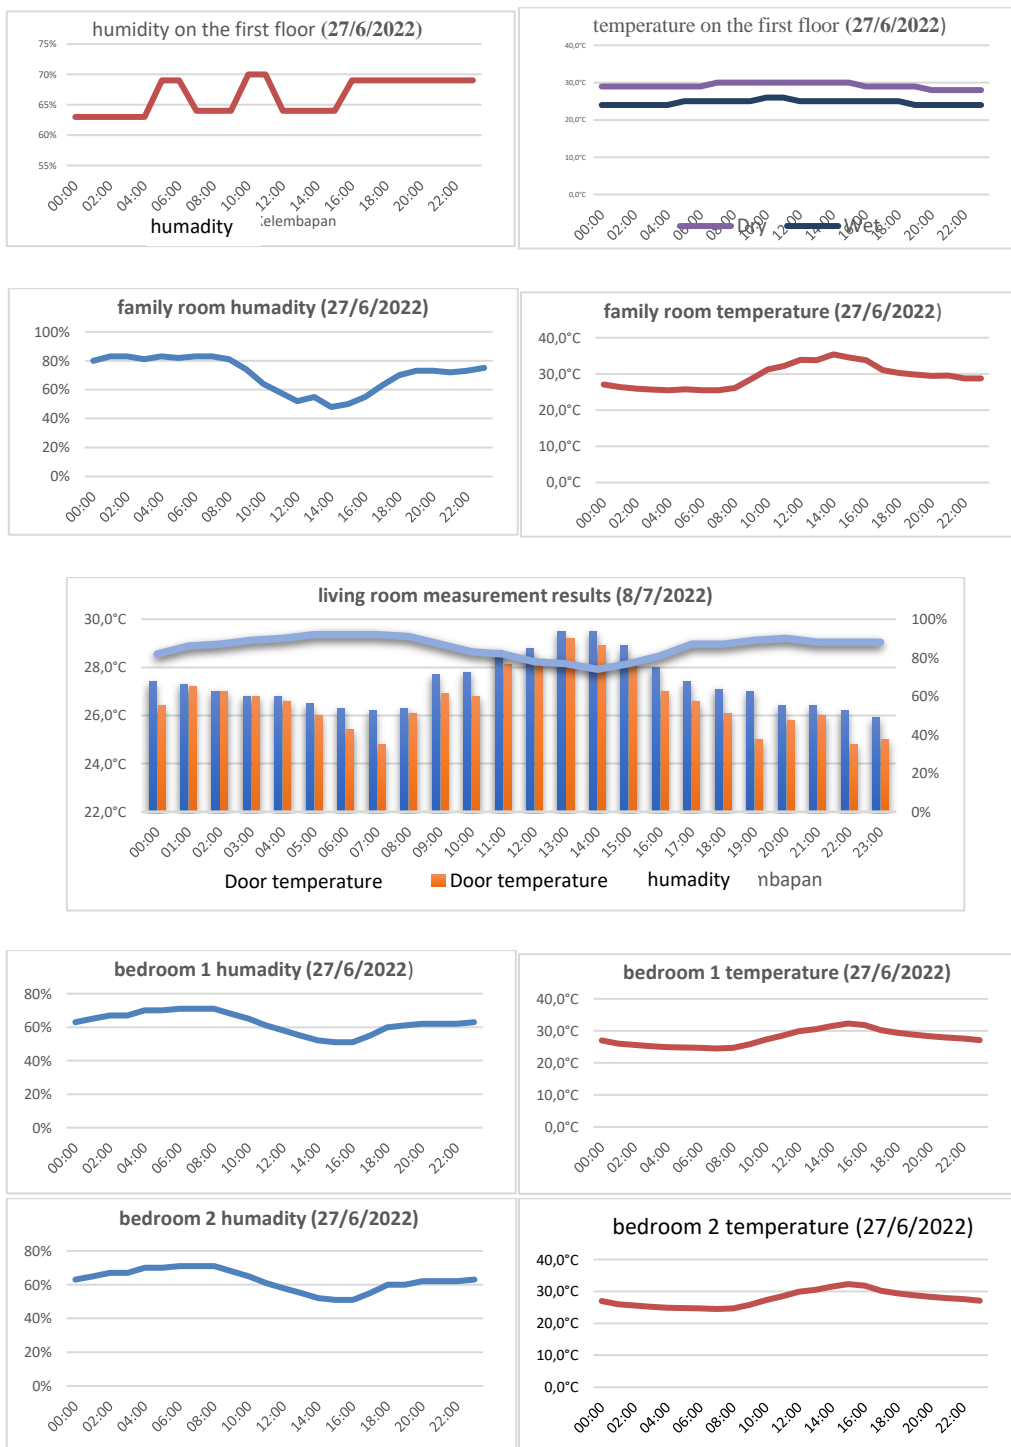 humidity on the first floor (27/6/2022)
75%
70%
65%
60%
55%
00:00 02:00 04:00 06:00 08:00 10:00 12:00 14:00 16:00 18:00 20:00 22:00
humadity elembapan
temperature on the first floor (27/6/2022)
40,0°C
30,0°C
20,0°C
10,0°C
0,0°C
00:00 02:00 04:00 06:00 08:00 10:00 12:00 14:00 16:00 18:00 20:00 22:00
Dry Wet
family room humadity (27/6/2022)
100%
80%
60%
40%
20%
0%
00:00 02:00 04:00 06:00 08:00 10:00 12:00 14:00 16:00 18:00 20:00 22:00
family room temperature (27/6/2022)
40,0°C
30,0°C
20,0°C
10,0°C
0,0°C
00:00 02:00 04:00 06:00 08:00 10:00 12:00 14:00 16:00 18:00 20:00 22:00
living room measurement results (8/7/2022)
30,0°C 100%
28,0°C 80%
26,0°C 60%
24,0°C 40%
22,0°C 20%
0%
00:00 01:00 02:00 03:00 04:00 05:00 06:00 07:00 08:00 09:00 10:00 11:00 12:00 13:00 14:00 15:00 16:00 17:00 18:00 19:00 20:00 21:00 22:00 23:00
Door temperature Door temperature humadity mbapan
bedroom 1 humadity (27/6/2022)
80%
60%
40%
20%
0%
00:00 02:00 04:00 06:00 08:00 10:00 12:00 14:00 16:00 18:00 20:00 22:00
bedroom 1 temperature (27/6/2022)
40,0°C
30,0°C
20,0°C
10,0°C
0,0°C
00:00 02:00 04:00 06:00 08:00 10:00 12:00 14:00 16:00 18:00 20:00 22:00
bedroom 2 humadity (27/6/2022)
80%
60%
40%
20%
0%
00:00 02:00 04:00 06:00 08:00 10:00 12:00 14:00 16:00 18:00 20:00 22:00
bedroom 2 temperature (27/6/2022)
40,0°C
30,0°C
20,0°C
10,0°C
0,0°C
00:00 02:00 04:00 06:00 08:00 10:00 12:00 14:00 16:00 18:00 20:00 22:00